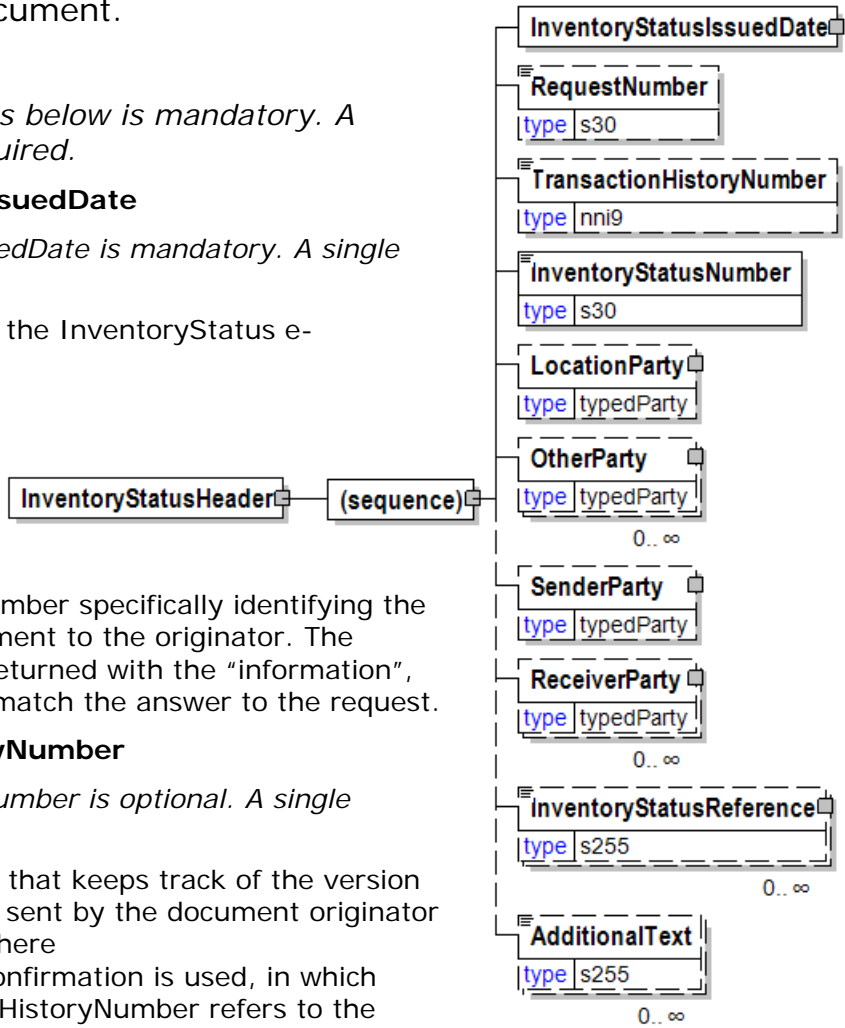 cument.
s below is mandatory. A
uired.
ssuedDate
edDate is mandatory. A single
the InventoryStatus e-
mber specifically identifying the
ment to the originator. The
eturned with the “information”,
match the answer to the request.
yNumber
umber is optional. A single
that keeps track of the version
sent by the document originator
here
onfirmation is used, in which
HistoryNumber refers to the
InventoryStatusHeader
(sequence)
InventoryStatusIssuedDate
RequestNumber
type s30
TransactionHistoryNumber
type nni9
InventoryStatusNumber
type s30
LocationParty
type typedParty
OtherParty
type typedParty
0.. ∞
SenderParty
type typedParty
ReceiverParty
type typedParty
0.. ∞
InventoryStatusReference
type s255
0.. ∞
AdditionalText
type s255
0.. ∞